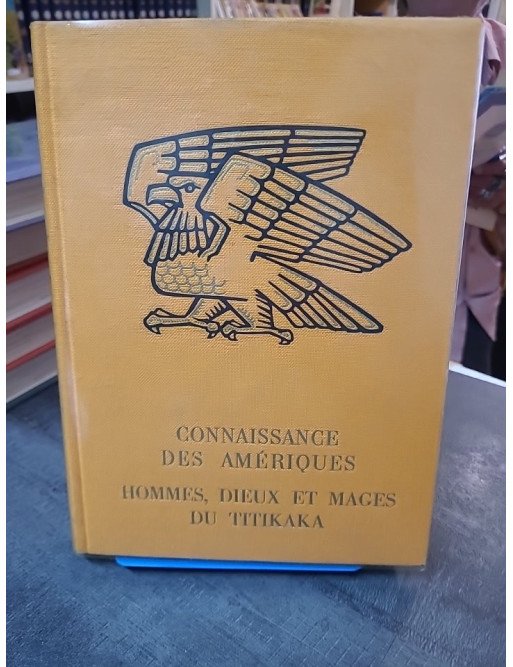 CONNAISSANCE
DES AMÉRIQUES
HOMMES, DIEUX ET MAGES
DU TITIKAKA